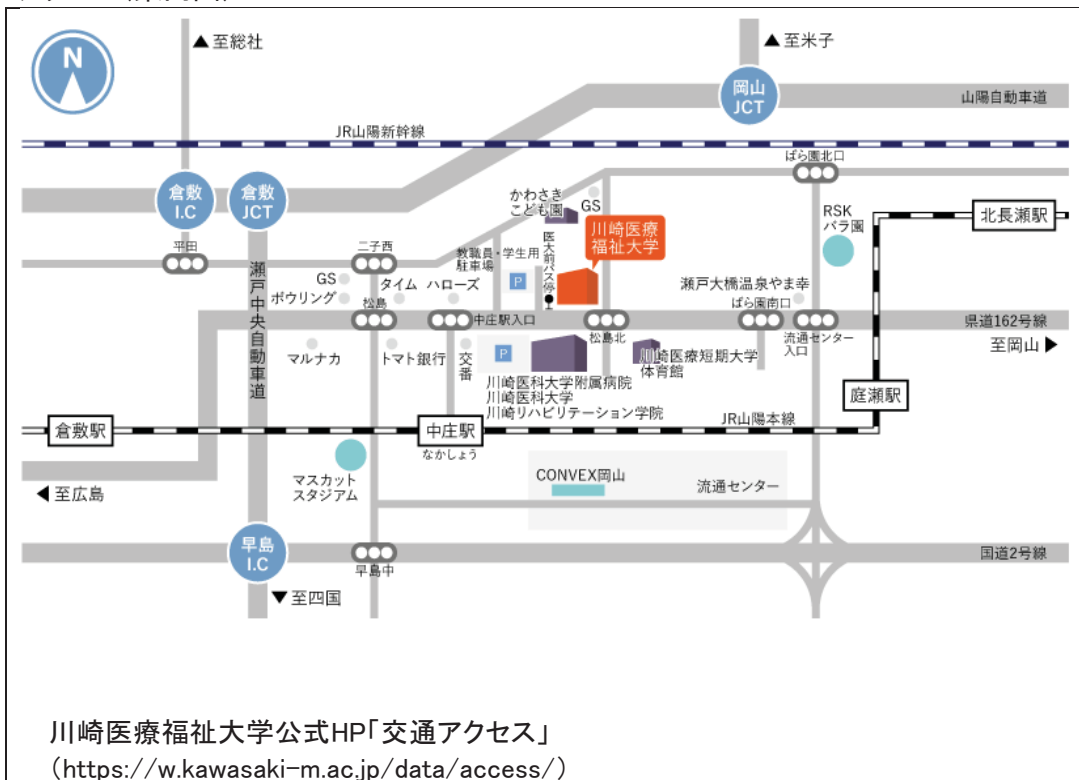 N
▲至総社
▲至米子
岡山
JCT
山陽自動車道
JR山陽新幹線
ばら園北口
倉敷
I.C
倉敷
JCT
かわさき
こども園
GS
川崎医療
福祉大学
RSK
バラ園
北長瀬駅
平田
二子西
教職員・学生用
駐車場
P
医大前バス停
瀬戸中央自動車道
GS
ボウリング
タイム
ハローズ
瀬戸大橋温泉やま幸
松島
中庄駅入口
松島北
ばら園南口
流通センター
入口
県道162号線
至岡山▶
マルナカ
トマト銀行
交番
P
川崎医療短期大学
体育館
川崎医科大学附属病院
川崎医科大学
川崎リハビリテーション学院
JR山陽本線
庭瀬駅
倉敷駅
中庄駅
なかしょう
マスカット
スタジアム
CONVEX岡山
流通センター
◀至広島
早島
I.C
早島中
国道2号線
▼至四国
川崎医療福祉大学公式HP「交通アクセス」
（https://w.kawasaki-m.ac.jp/data/access/）